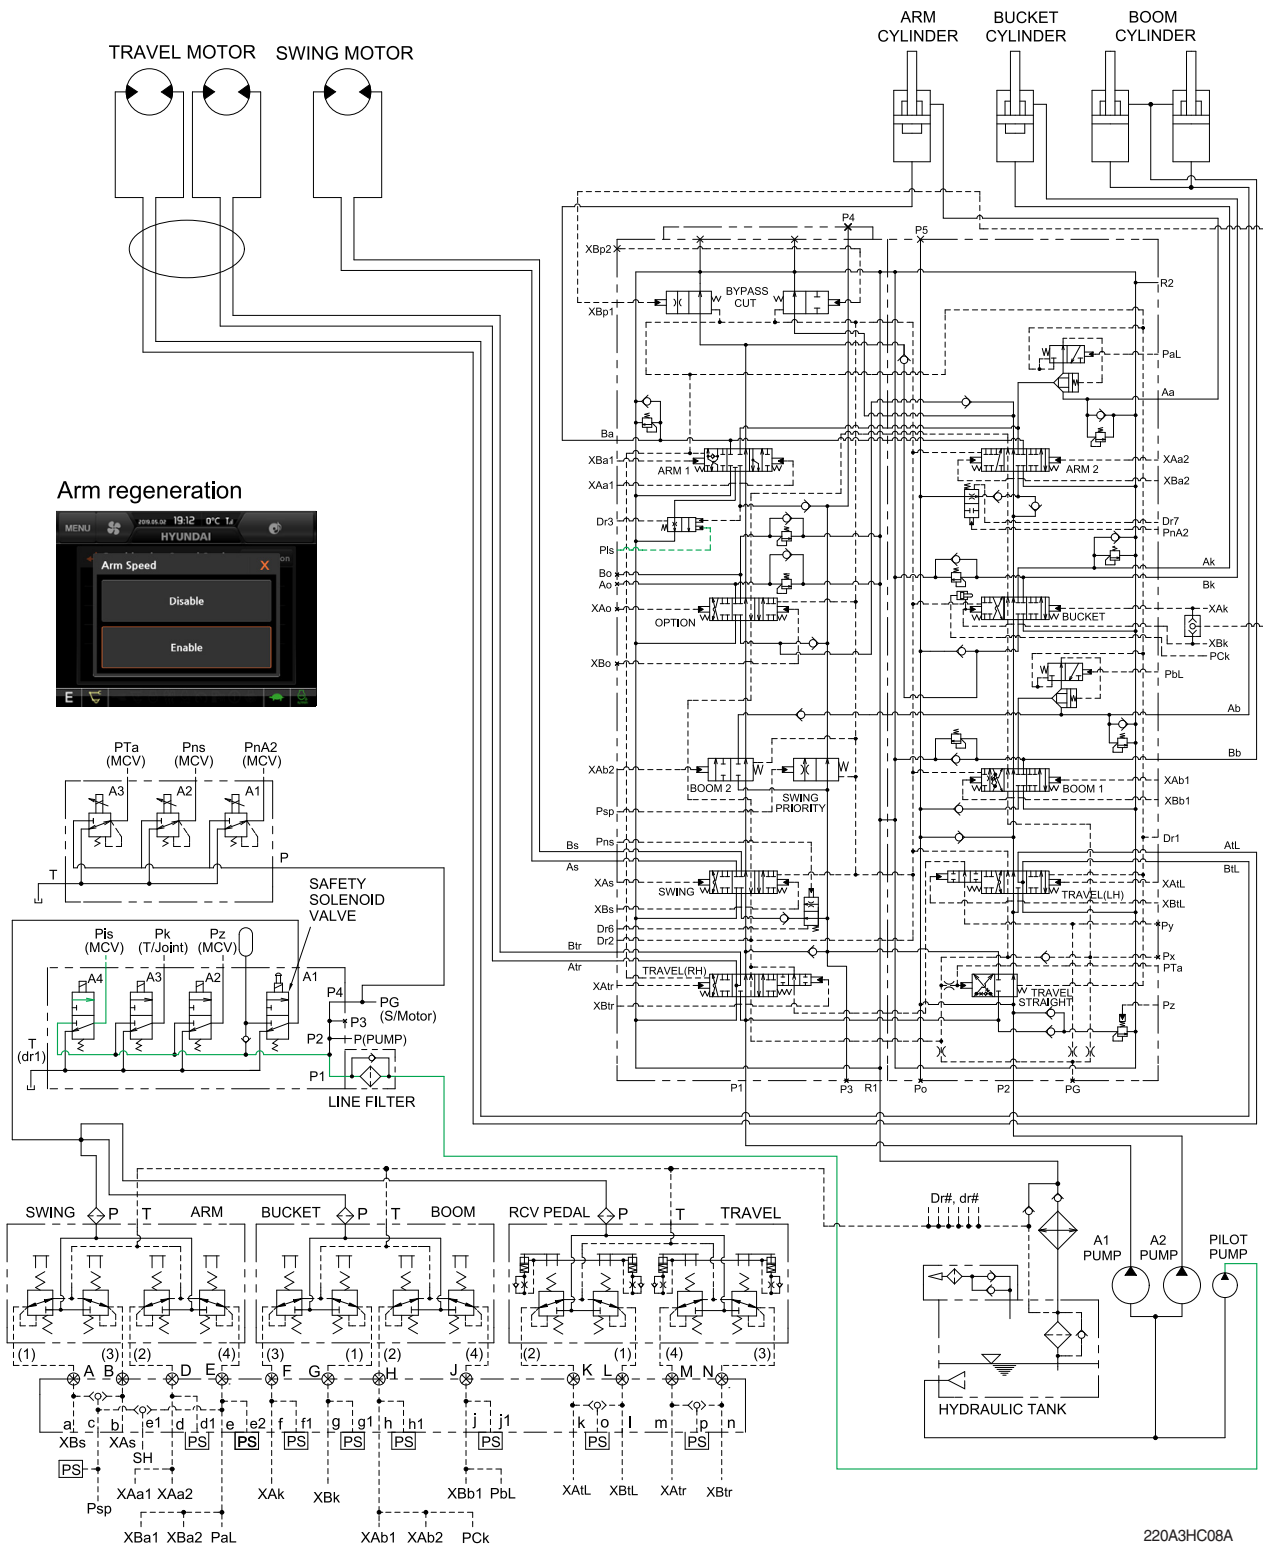 ARM
CYLINDER
BUCKET
CYLINDER
BOOM
CYLINDER
TRAVEL MOTOR
SWING MOTOR
P4
P5
XBp2
XBp1
BYPASS
CUT
R2
PaL
Aa
Ba
XBa1
ARM 1
XAa1
ARM 2
XAa2
XBa2
Dr3
PIs
Dr7
PnA2
Bo
Ao
XAo
OPTION
XBo
Ak
Bk
BUCKET
XAk
XBk
PCk
PbL
Ab
Bb
XAb2
BOOM 2
SWING
PRIORITY
Psp
BOOM 1
XAb1
XBb1
Pns
Bs
As
Dr1
AtL
BtL
XAs
SWING
XBs
Dr6
Dr2
TRAVEL(LH)
XAtL
XBtL
Py
Btr
Atr
TRAVEL(RH)
XAtr
XBtr
Px
PTa
TRAVEL
STRAIGHT
Pz
P1
P3
R1
Po
P2
PG
Arm regeneration
MENU
2019.05.02 19:12 0°C
HYUNDAI
Arm Speed
X
Disable
Enable
E
PTa
(MCV)
Pns
(MCV)
PnA2
(MCV)
A3
A2
A1
T
P
SAFETY
SOLENOID
VALVE
Pis
(MCV)
Pk
(T/Joint)
Pz
(MCV)
A4
A3
A2
A1
P4
PG
(S/Motor)
P3
P2
P(PUMP)
T
(dr1)
P1
LINE FILTER
SWING
P
T
ARM
BUCKET
P
T
BOOM
RCV PEDAL
P
T
TRAVEL
(1)
(3)
(2)
(4)
(3)
(1)
(2)
(4)
(2)
(1)
(4)
(3)
A
B
D
E
F
G
H
J
K
L
M
N
a
c
b
e1
d
d1
e
e2
f
f1
g
g1
h
h1
j
j1
k
o
l
m
p
n
XBs
XAs
SH
PS
PS
PS
PS
PS
PS
PS
PS
PS
Psp
XAa1
XAa2
XBa1
XBa2
PaL
XAk
XBk
XAb1
XAb2
PCk
XBb1
PbL
XAtL
XBtL
XAtr
XBtr
Dr#, dr#
A1
PUMP
A2
PUMP
PILOT
PUMP
HYDRAULIC TANK
220A3HC08A